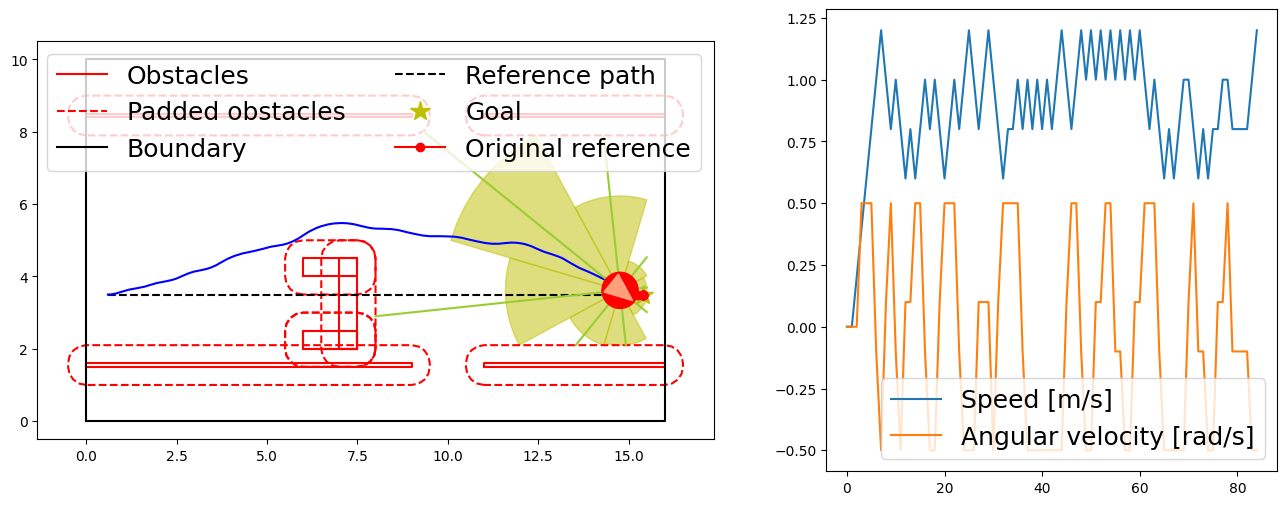 Obstacles
Padded obstacles
Boundary
Reference path
Goal
Original reference
10
8
6
4
2
0
0.0 2.5 5.0 7.5 10.0 12.5 15.0
1.25
1.00
0.75
0.50
0.25
0.00
−0.25
−0.50
Speed [m/s]
Angular velocity [rad/s]
0 20 40 60 80